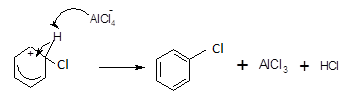 AlCl4-
H
+
Cl
Cl
+ AlCl3 + HCl